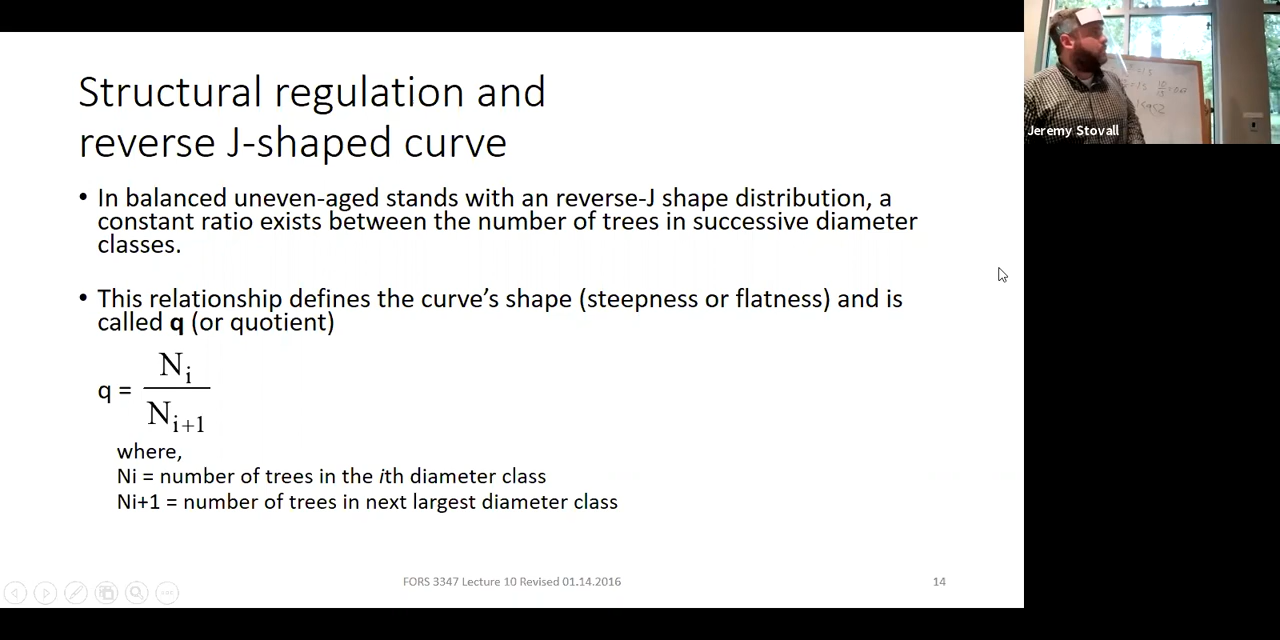 Structural regulation and
reverse J-shaped curve
• In balanced uneven-aged stands with an reverse-J shape distribution, a
constant ratio exists between the number of trees in successive diameter
classes.
• This relationship defines the curve's shape (steepness or flatness) and is
called q (or quotient)
q = Ni / Ni+1
where,
Ni = number of trees in the ith diameter class
Ni+1 = number of trees in next largest diameter class
FORS 3347 Lecture 10 Revised 01.14.2016
14
Jeremy Stovall